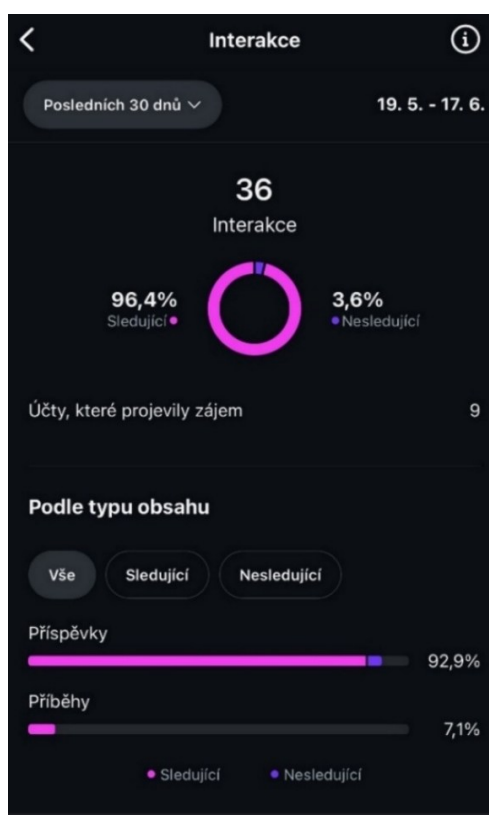 Interakce
Posledních 30 dnů
19. 5. - 17. 6.
36
Interakce
96,4%
Sledující
3,6%
Nesledující
Účty, které projevily zájem 9
Podle typu obsahu
Vše Sledující Nesledující
Příspěvky
92,9%
Příběhy
7,1%
Sledující Nesledující